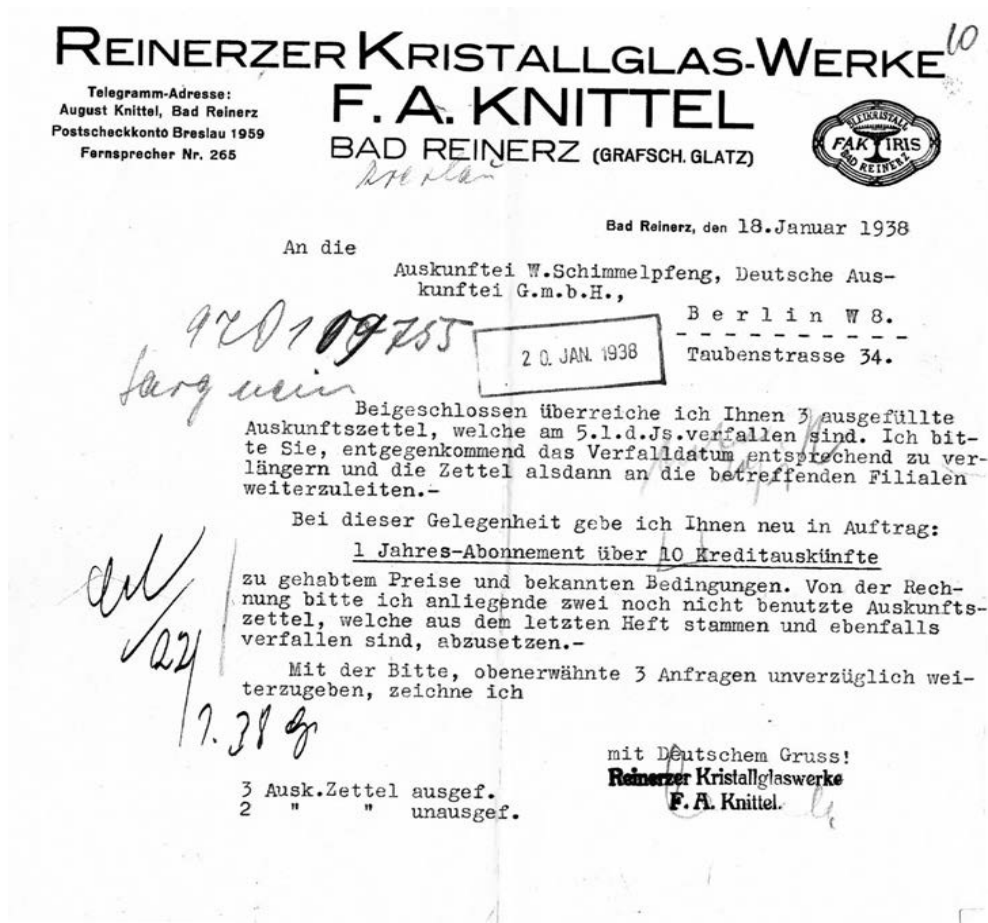 REINERZER KRISTALLGLAS-WERKE
10
F. A. KNITTEL
BAD REINERZ (GRAFSCH. GLATZ)
Telegramm-Adresse:
August Knittel, Bad Reinerz
Postscheckkonto Breslau 1959
Fernsprecher Nr. 265
BLEIKRISTALL
FAK IRIS
BAD REINERZ
Breslau
Bad Reinerz, den 18.Januar 1938
An die
Auskunftei W.Schimmelpfeng, Deutsche Aus-
kunftei G.m.b.H.,
Berlin W 8.
Taubenstrasse 34.
20. JAN. 1938
Beigeschlossen überreiche ich Ihnen 3 ausgefüllte
Auskunftszettel, welche am 5.1.d.Js.verfallen sind. Ich bit-
te Sie, entgegenkommend das Verfalldatum entsprechend zu ver-
längern und die Zettel alsdann an die betreffenden Filialen
weiterzuleiten.-
Bei dieser Gelegenheit gebe ich Ihnen neu in Auftrag:
1 Jahres-Abonnement über 10 Kreditauskünfte
zu gehabtem Preise und bekannten Bedingungen. Von der Rech-
nung bitte ich anliegende zwei noch nicht benutzte Auskunfts-
zettel, welche aus dem letzten Heft stammen und ebenfalls
verfallen sind, abzusetzen.-
Mit der Bitte, obenerwähnte 3 Anfragen unverzüglich wei-
terzugeben, zeichne ich
mit Deutschem Gruss!
Reinerzer Kristallglaswerke
F. A. Knittel.
3 Ausk.Zettel ausgef.
2 " " unausgef.